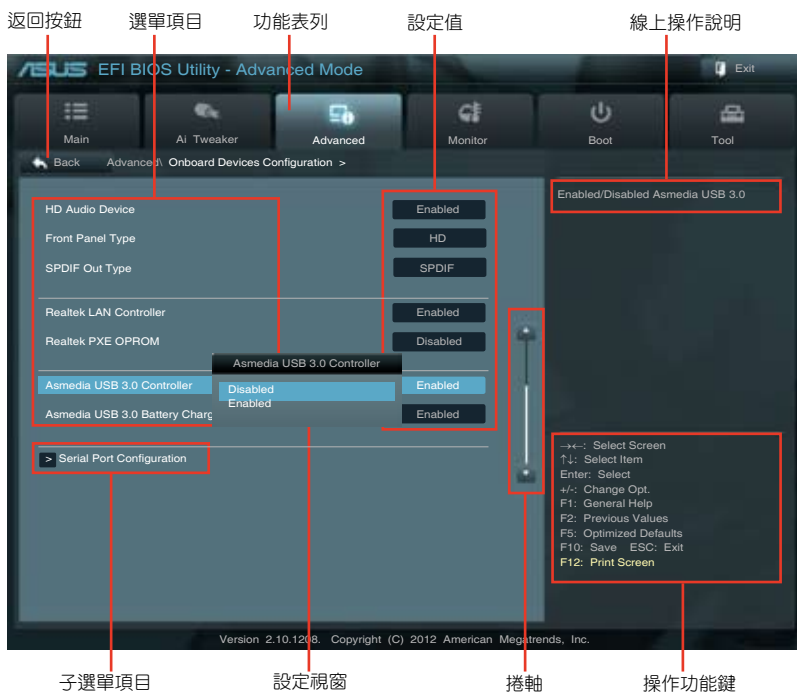 返回按鈕 選單項目 功能表列 設定值 線上操作說明
ASUS EFI BIOS Utility - Advanced Mode Exit
Main Ai Tweaker Advanced Monitor Boot Tool
Back Advanced\ Onboard Devices Configuration >
Enabled/Disabled Asmedia USB 3.0
HD Audio Device Enabled
Front Panel Type HD
SPDIF Out Type SPDIF
Realtek LAN Controller Enabled
Realtek PXE OPROM Disabled
Asmedia USB 3.0 Controller
Asmedia USB 3.0 Controller Disabled Enabled
Enabled
Asmedia USB 3.0 Battery Charg Enabled
> Serial Port Configuration
→←: Select Screen
↑↓: Select Item
Enter: Select
+/-: Change Opt.
F1: General Help
F2: Previous Values
F5: Optimized Defaults
F10: Save ESC: Exit
F12: Print Screen
Version 2.10.1208. Copyright (C) 2012 American Megatrends, Inc.
子選單項目 設定視窗 捲軸 操作功能鍵